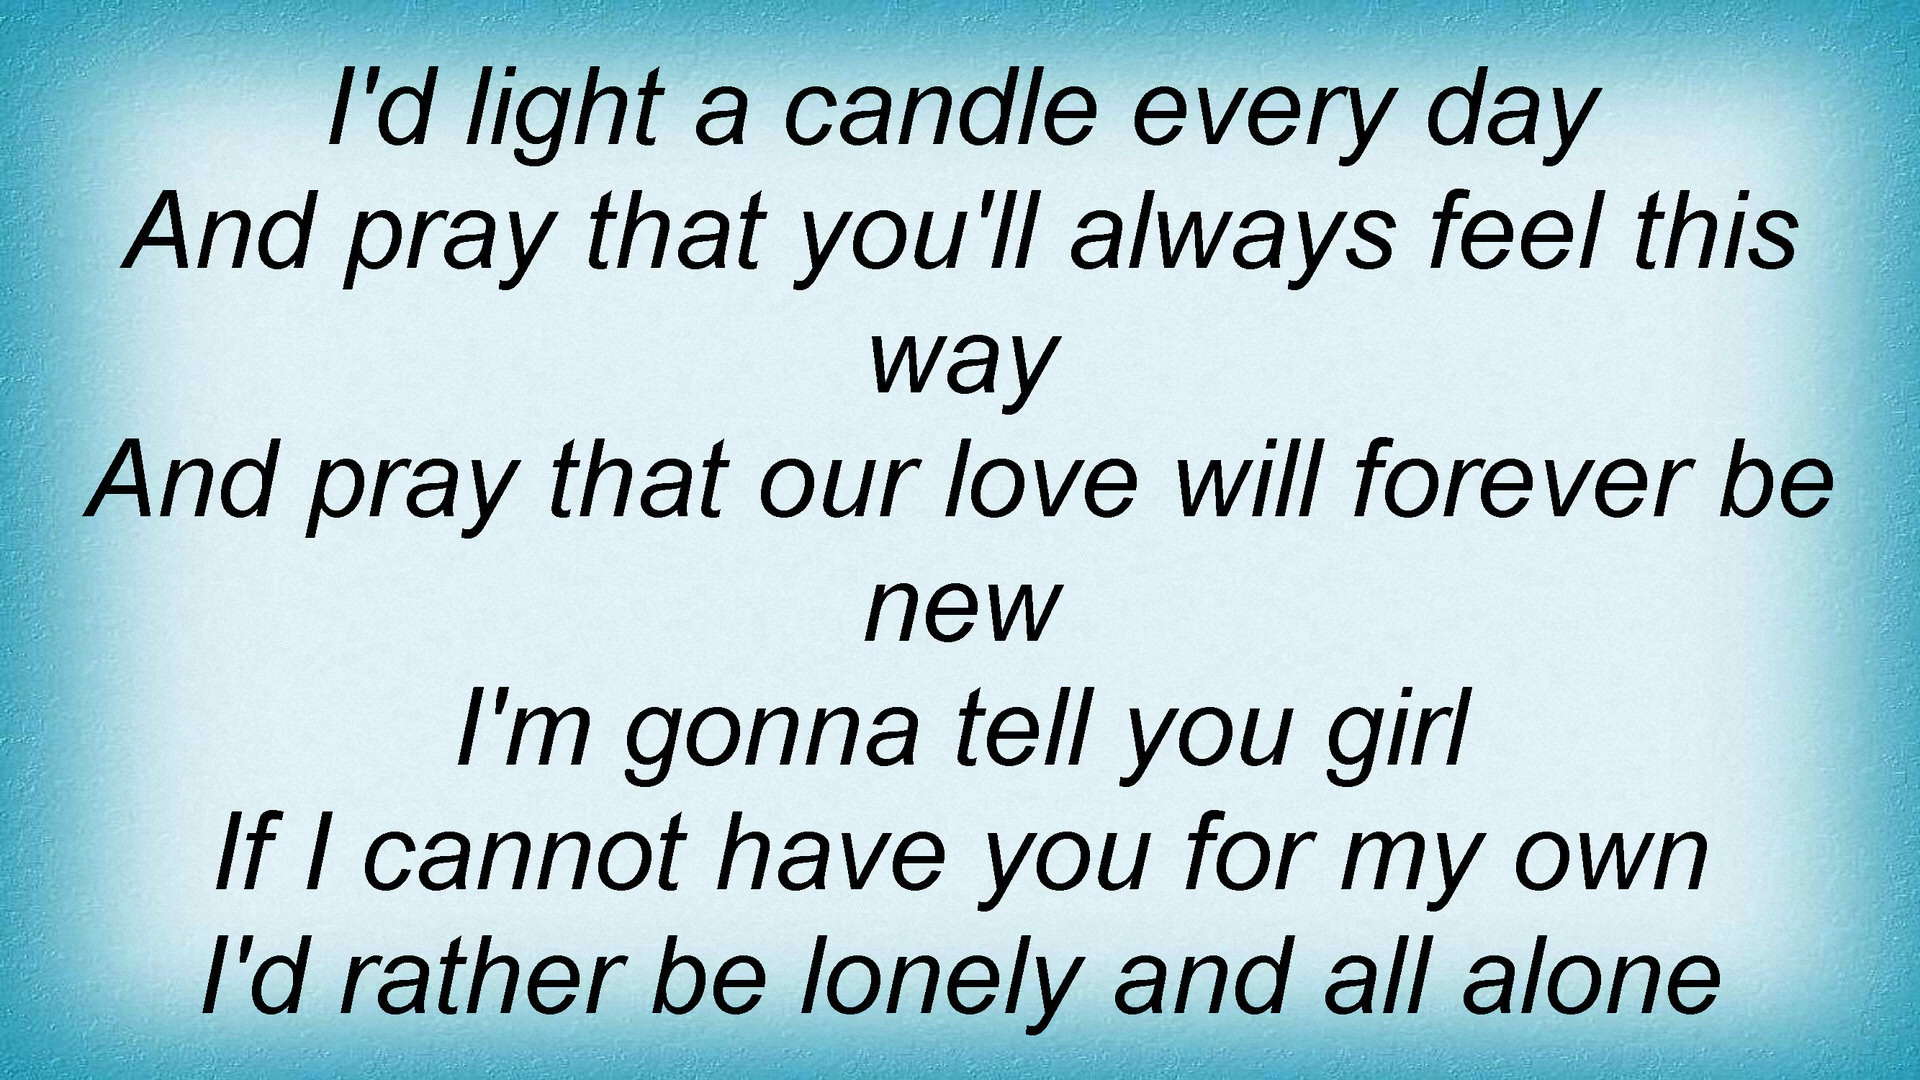 I'd light a candle every day
And pray that you'll always feel this
way
And pray that our love will forever be
new
I'm gonna tell you girl
If I cannot have you for my own
I'd rather be lonely and all alone